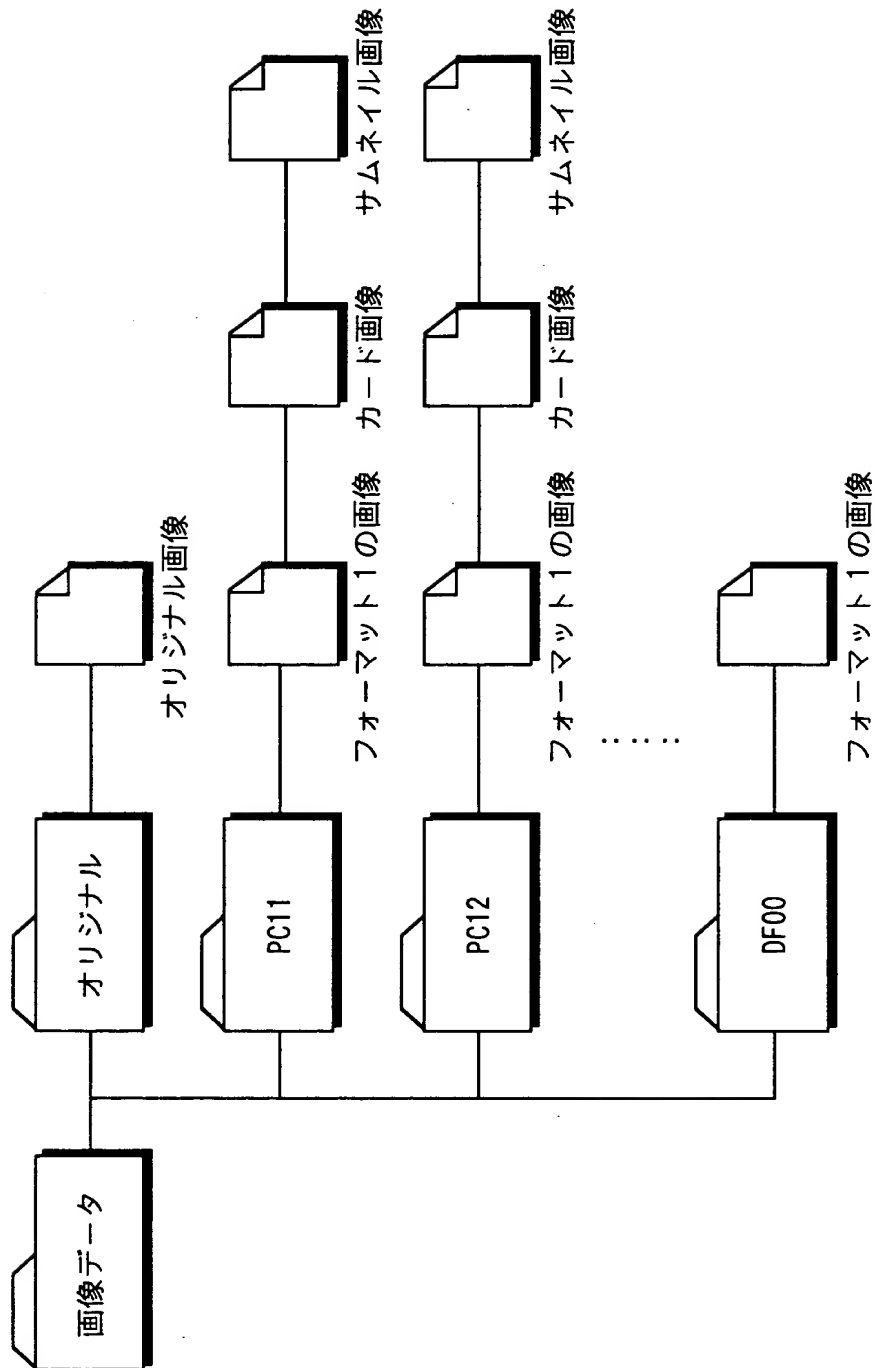 画像データ
オリジナル
オリジナル画像
PC11
フォーマット1の画像
カード画像
サムネイル画像
PC12
フォーマット1の画像
カード画像
サムネイル画像
……
DF00
フォーマット1の画像